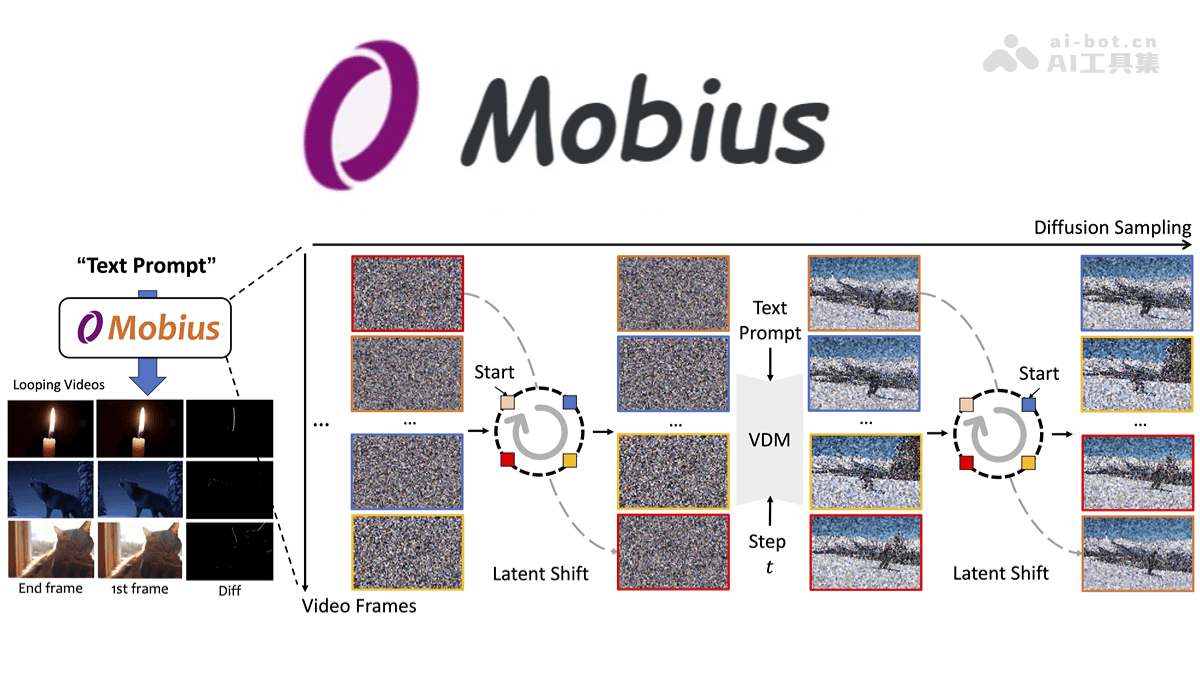 ai-bot.cn
AI工具集
Mobius
Diffusion Sampling
“Text Prompt”
Mobius
Looping Videos
End frame
1st frame
Diff
Video Frames
...
...
Start
Latent Shift
...
Text
Prompt
VDM
Step
t
...
Start
Latent Shift
...